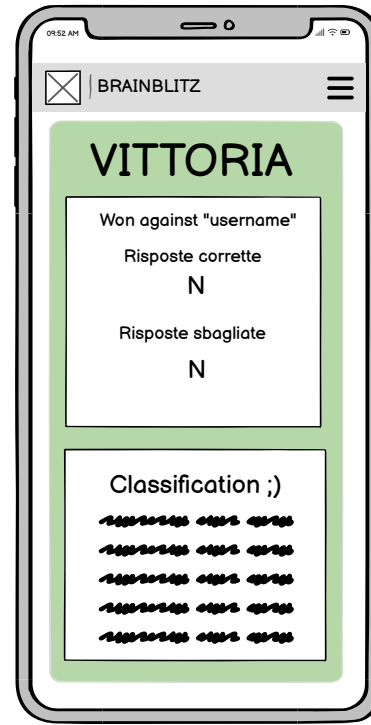 09:52 AM
BRAINBLITZ
VITTORIA
Won against "username"
Risposte corrette
N
Risposte sbagliate
N
Classification ;)